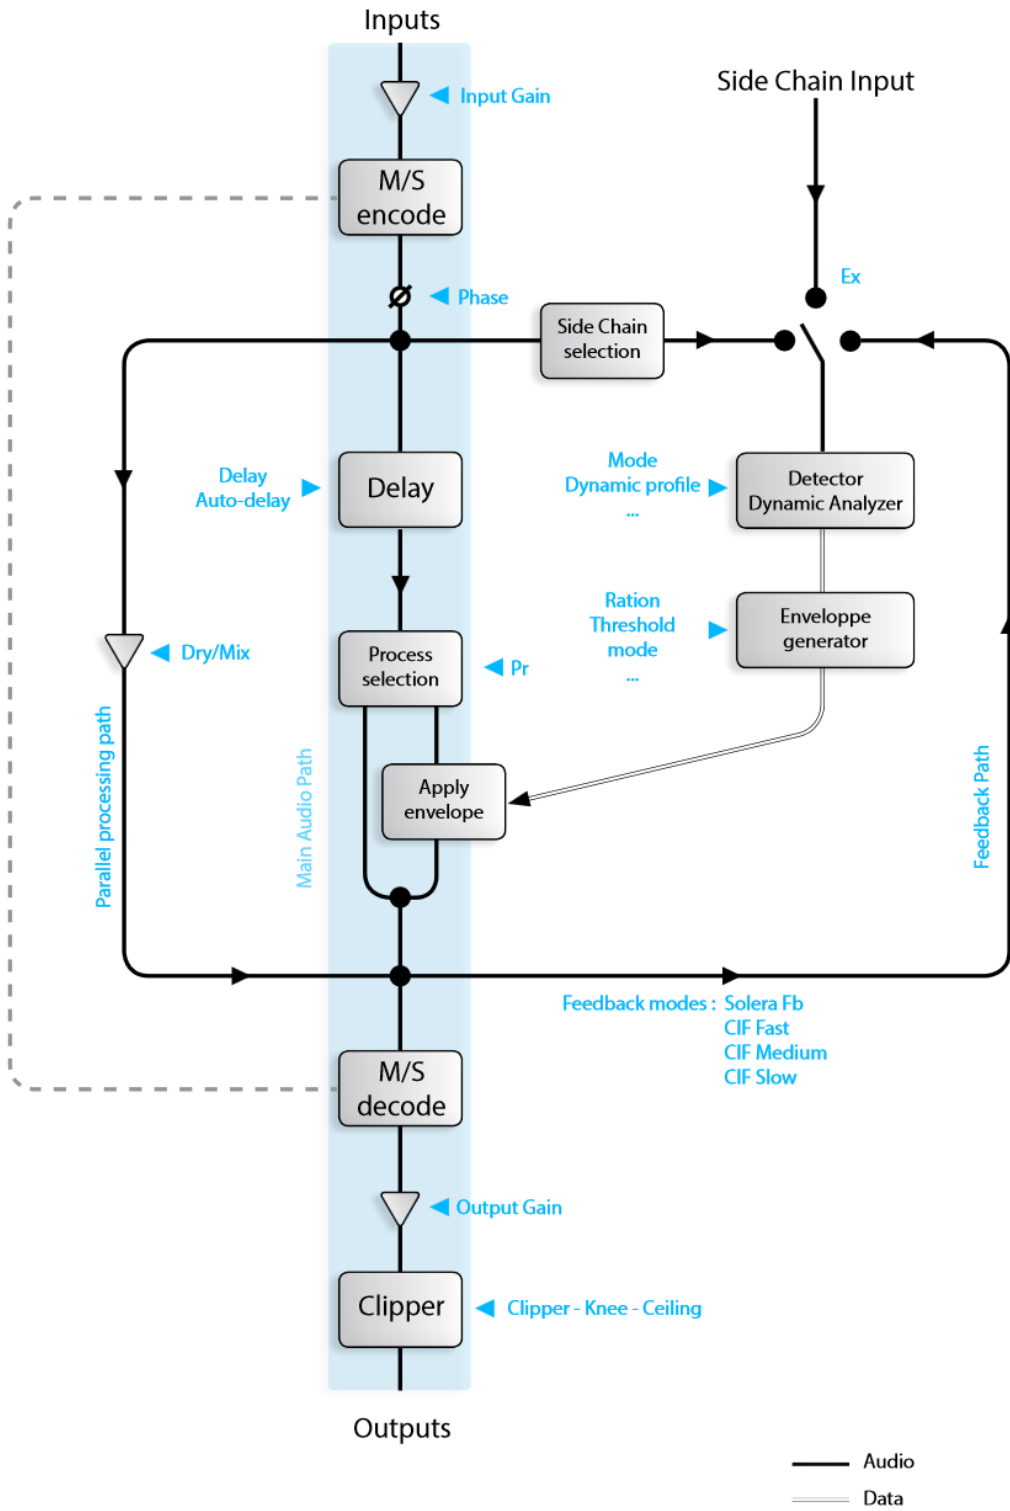 Inputs
Input Gain
Side Chain Input
M/S
encode
Ex
Phase
Side Chain
selection
Delay
Auto-delay
Delay
Mode
Dynamic profile
...
Detector
Dynamic Analyzer
Ration
Threshold
mode
...
Enveloppe
generator
Dry/Mix
Process
selection
Pr
Parallel processing path
Main Audio Path
Apply
envelope
Feedback Path
Feedback modes : Solera Fb
CIF Fast
CIF Medium
CIF Slow
M/S
decode
Output Gain
Clipper
Clipper - Knee - Ceiling
Outputs
Audio
Data